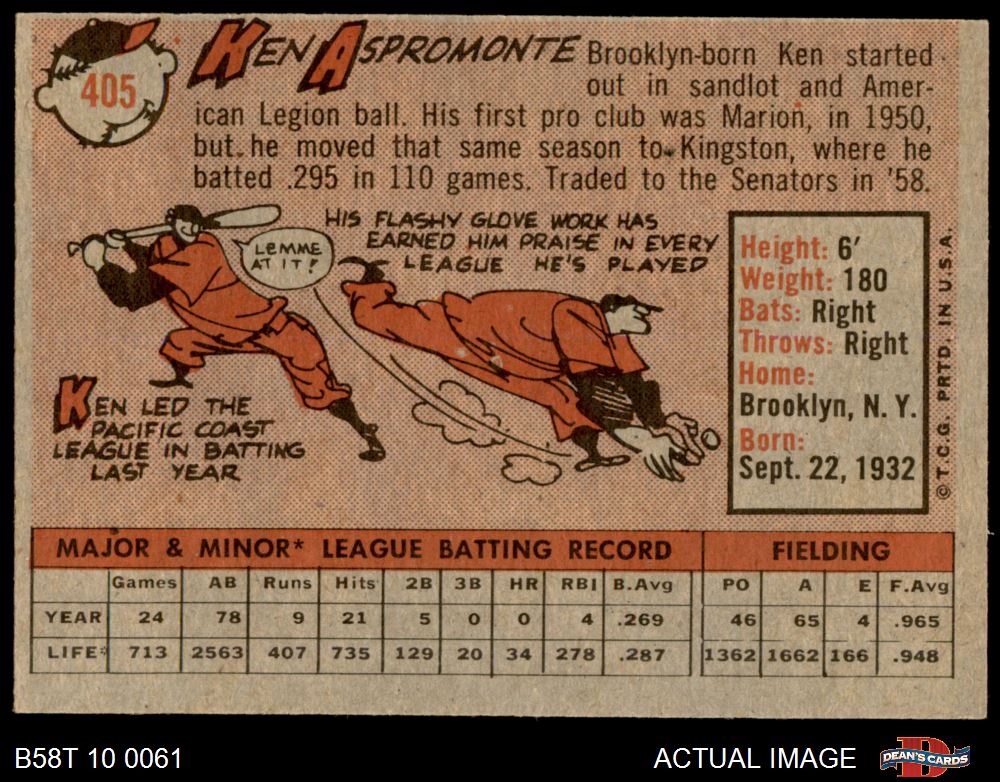 405
KEN ASPROMONTE
Brooklyn-born Ken started
out in sandlot and Amer-
ican Legion ball. His first pro club was Marion, in 1950,
but he moved that same season to Kingston, where he
batted .295 in 110 games. Traded to the Senators in '58.
LEMME
AT IT!
HIS FLASHY GLOVE WORK HAS
EARNED HIM PRAISE IN EVERY
LEAGUE HE'S PLAYED
KEN LED THE
PACIFIC COAST
LEAGUE IN BATTING
LAST YEAR
Height: 6'
Weight: 180
Bats: Right
Throws: Right
Home:
Brooklyn, N. Y.
Born:
Sept. 22, 1932
© T.C.G. PRTD. IN U.S.A.
MAJOR & MINOR* LEAGUE BATTING RECORD FIELDING
Games AB Runs Hits 2B 3B HR RBI B.Avg PO A E F.Avg
YEAR 24 78 9 21 5 0 0 4 .269 46 65 4 .965
LIFE* 713 2563 407 735 129 20 34 278 .287 1362 1662 166 .948
B58T 10 0061
ACTUAL IMAGE
DEAN'S CARDS